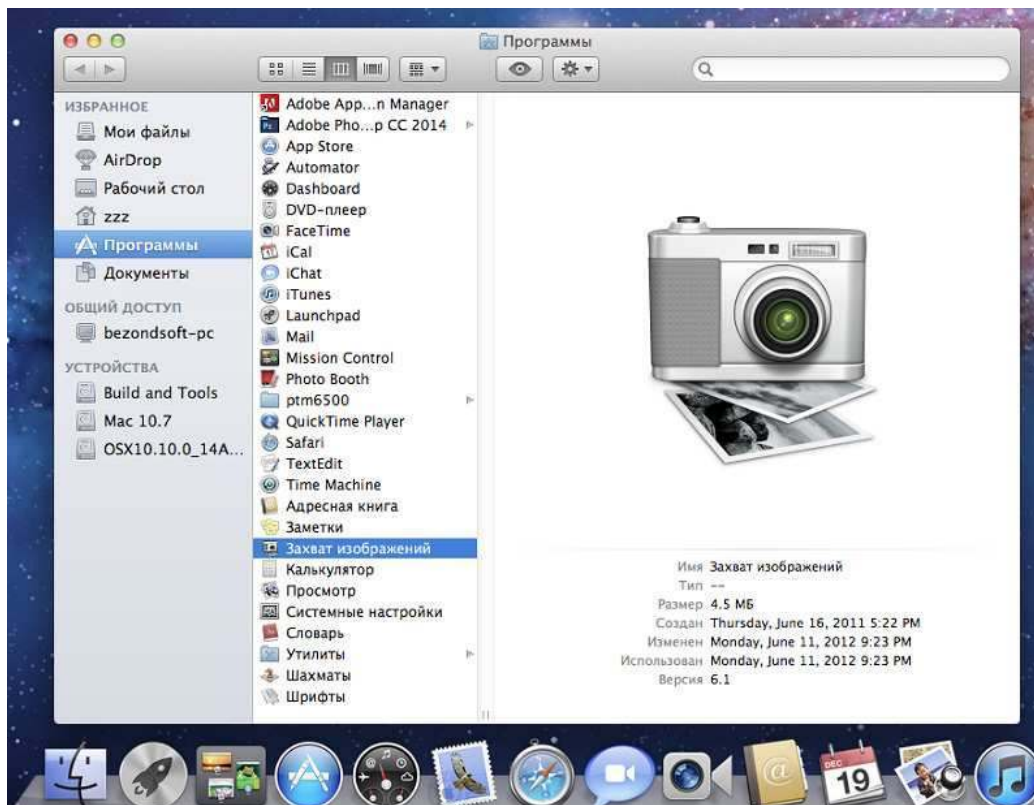 Программы
ИЗБРАННОЕ
Мои файлы
AirDrop
Рабочий стол
zzz
Программы
Документы
ОБЩИЙ ДОСТУП
bezondsoft-pc
УСТРОЙСТВА
Build and Tools
Mac 10.7
OSX10.10.0_14A...
Adobe App...n Manager
Adobe Pho...p CC 2014
App Store
Automator
Dashboard
DVD-плеер
FaceTime
iCal
iChat
iTunes
Launchpad
Mail
Mission Control
Photo Booth
ptm6500
QuickTime Player
Safari
TextEdit
Time Machine
Адресная книга
Заметки
Захват изображений
Калькулятор
Просмотр
Системные настройки
Словарь
Утилиты
Шахматы
Шрифты
Имя Захват изображений
Тип --
Размер 4.5 МБ
Создан Thursday, June 16, 2011 5:22 PM
Изменен Monday, June 11, 2012 9:23 PM
Использован Monday, June 11, 2012 9:23 PM
Версия 6.1
DEC
19